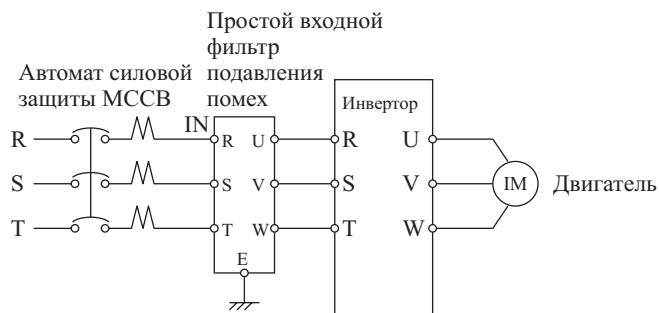 Простой входной
фильтр
подавления
помех
Автомат силовой
защиты MCCB
Инвертор
IN
R R U R U
S S V S V IM Двигатель
T T W T W
E